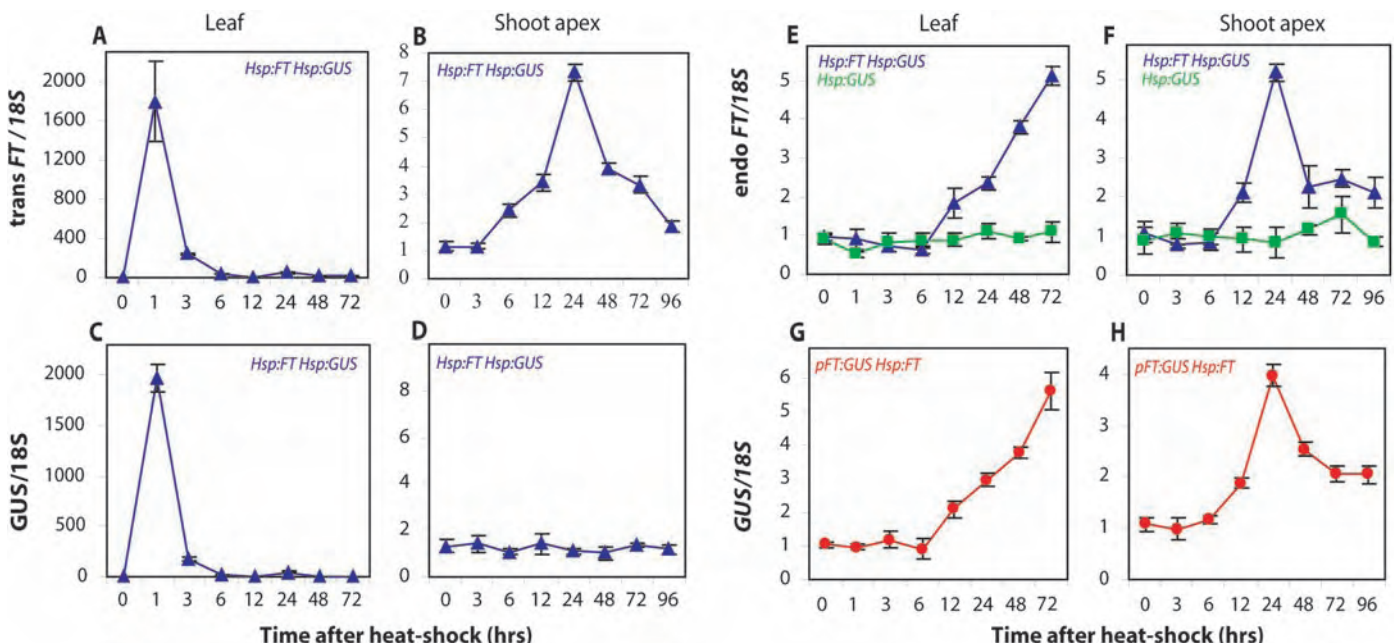 Leaf
Shoot apex
Leaf
Shoot apex
A
Hsp:FT Hsp:GUS
trans FT / 18S
2000
1600
1200
800
400
0
0 1 3 6 12 24 48 72
B
Hsp:FT Hsp:GUS
8
7
6
5
4
3
2
1
0
0 3 6 12 24 48 72 96
E
Hsp:FT Hsp:GUS
Hsp:GUS
endo FT/18S
5
4
3
2
1
0
0 1 3 6 12 24 48 72
F
Hsp:FT Hsp:GUS
Hsp:GUS
5
4
3
2
1
0
0 3 6 12 24 48 72 96
C
Hsp:FT Hsp:GUS
GUS/18S
2000
1500
1000
500
0
0 1 3 6 12 24 48 72
D
Hsp:FT Hsp:GUS
8
6
4
2
0
0 3 6 12 24 48 72 96
G
pFT:GUS Hsp:FT
GUS/18S
6
5
4
3
2
1
0
0 1 3 6 12 24 48 72
H
pFT:GUS Hsp:FT
4
3
2
1
0
0 3 6 12 24 48 72 96
Time after heat-shock (hrs)
Time after heat-shock (hrs)